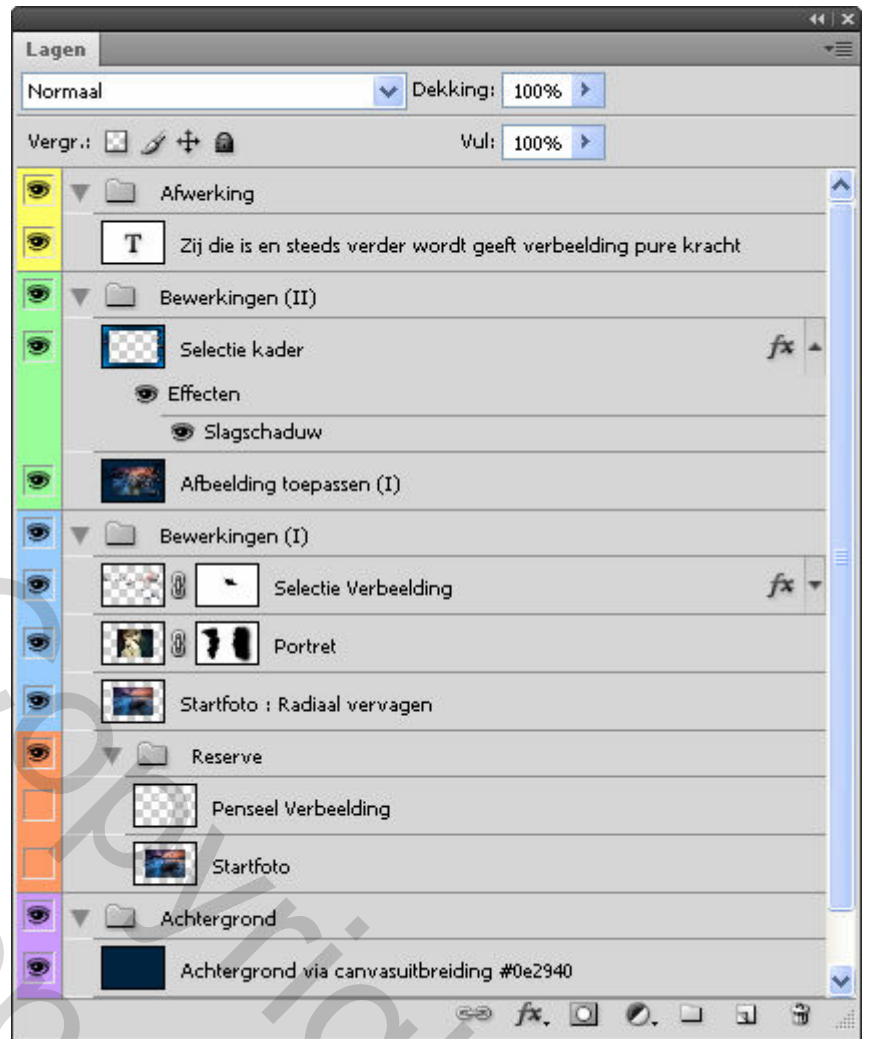 Lagen
Normaal Dekking: 100%
Vergr.: Vul: 100%
Afwerking
T Zij die is en steeds verder wordt geeft verbeelding pure kracht
Bewerkingen (II)
Selectie kader fx
Effecten
Slagschaduw
Afbeelding toepassen (I)
Bewerkingen (I)
Selectie Verbeelding fx
Portret
Startfoto : Radiaal vervagen
Reserve
Penseel Verbeelding
Startfoto
Achtergrond
Achtergrond via canvasuitbreiding #0e2940
fx.